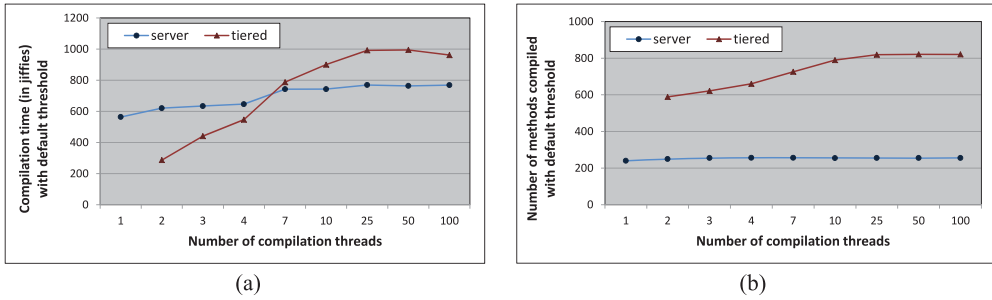 Compilation time (in jiffies)
with default threshold
1200
1000
800
600
400
200
0
server
tiered
1 2 3 4 7 10 25 50 100
Number of compilation threads
(a)
Number of methods compiled
with default threshold
1000
800
600
400
200
0
server
tiered
1 2 3 4 7 10 25 50 100
Number of compilation threads
(b)